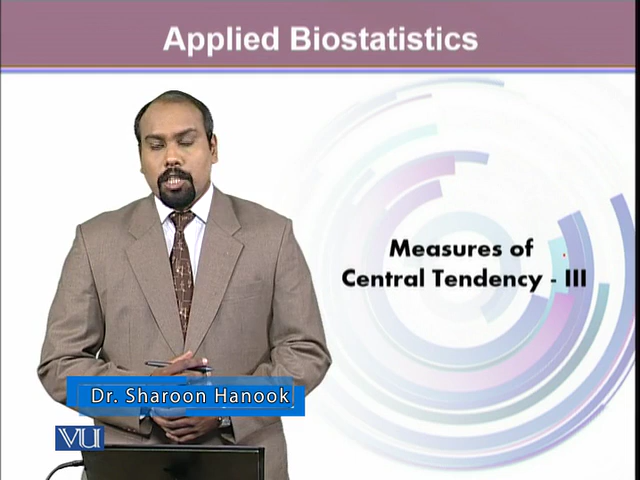 Applied Biostatistics
Measures of
Central Tendency - III
Dr. Sharoon Hanook
VU